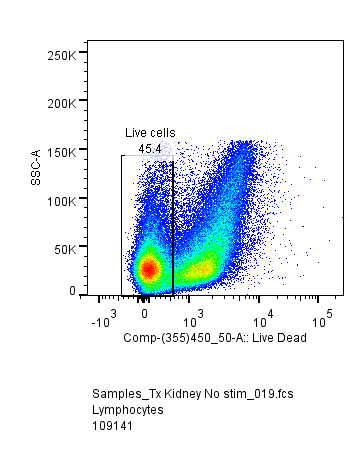 250K
200K
150K
100K
50K
0
SSC-A
Live cells
45.4
-10 3
0
10 3
10 4
10 5
Comp-(355)450_50-A:: Live Dead
Samples_Tx Kidney No stim_019.fcs
Lymphocytes
109141